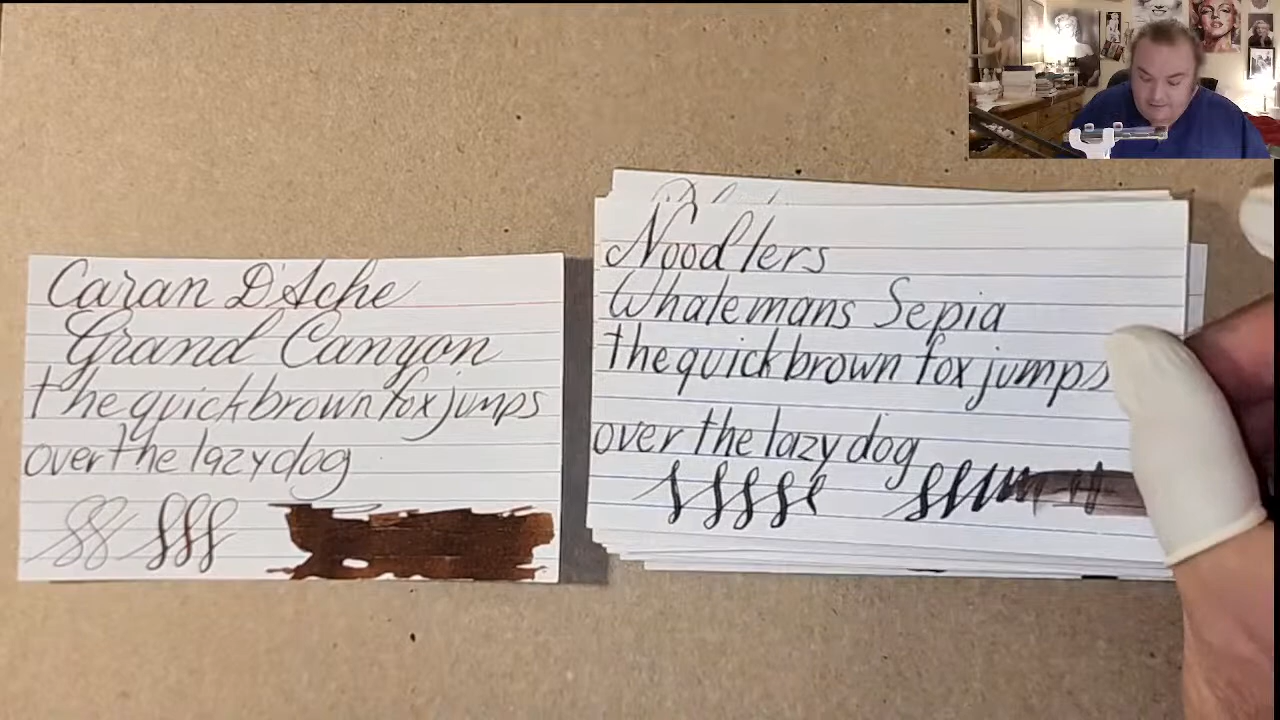 Caran D'Ache
Grand Canyon
the quick brown fox jumps
over the lazy dog
Noodlers
Whalemans Sepia
the quick brown fox jumps
over the lazy dog